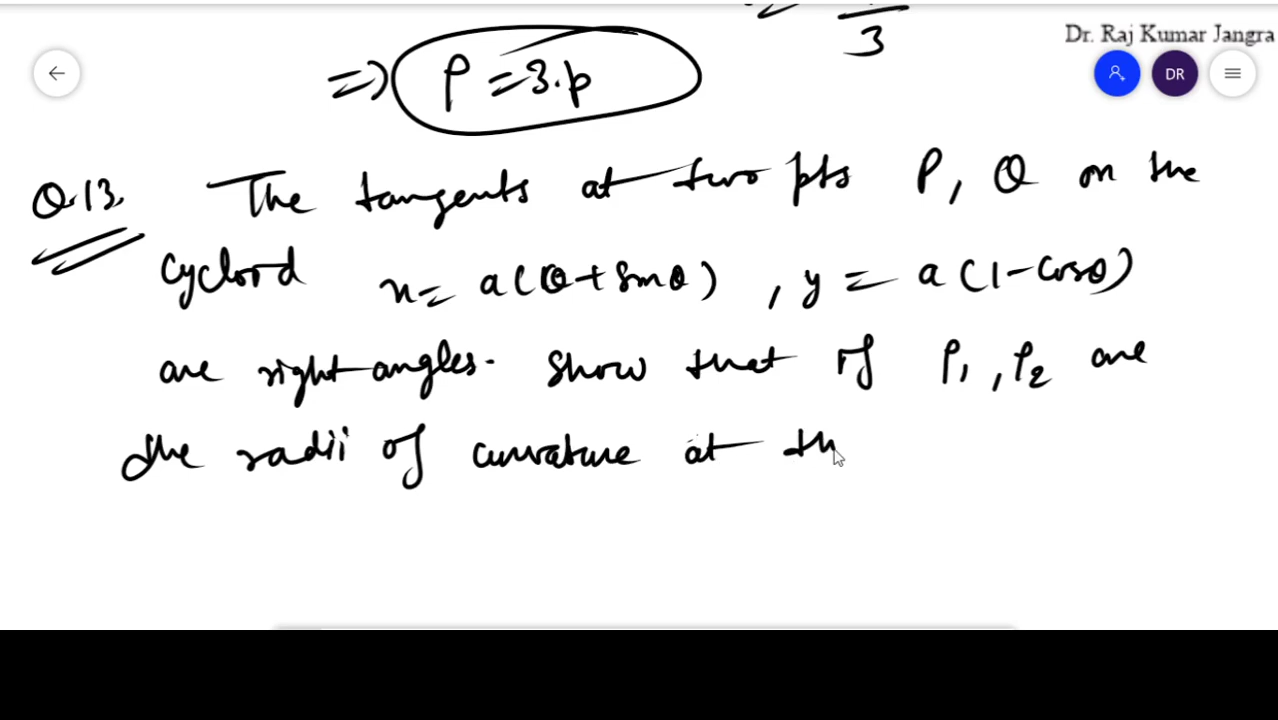 3
Dr. Raj Kumar Jangra
DR
=> ρ = 3.p
Q.13. The tangents at two pts P, Q on the
cycloid x = a(θ + sinθ), y = a(1 - cosθ)
are right angles. Show that if ρ1, ρ2 are
the radii of curvature at th